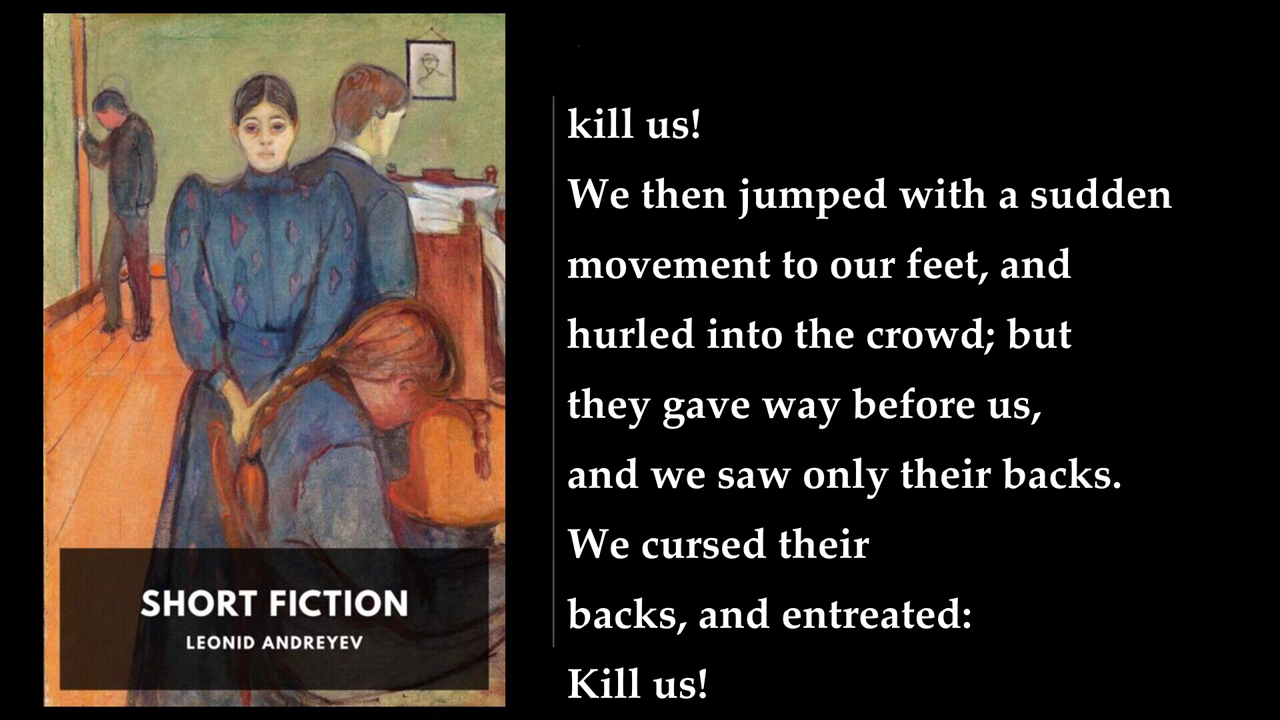 SHORT FICTION
LEONID ANDREYEV
kill us!
We then jumped with a sudden
movement to our feet, and
hurled into the crowd; but
they gave way before us,
and we saw only their backs.
We cursed their
backs, and entreated:
Kill us!